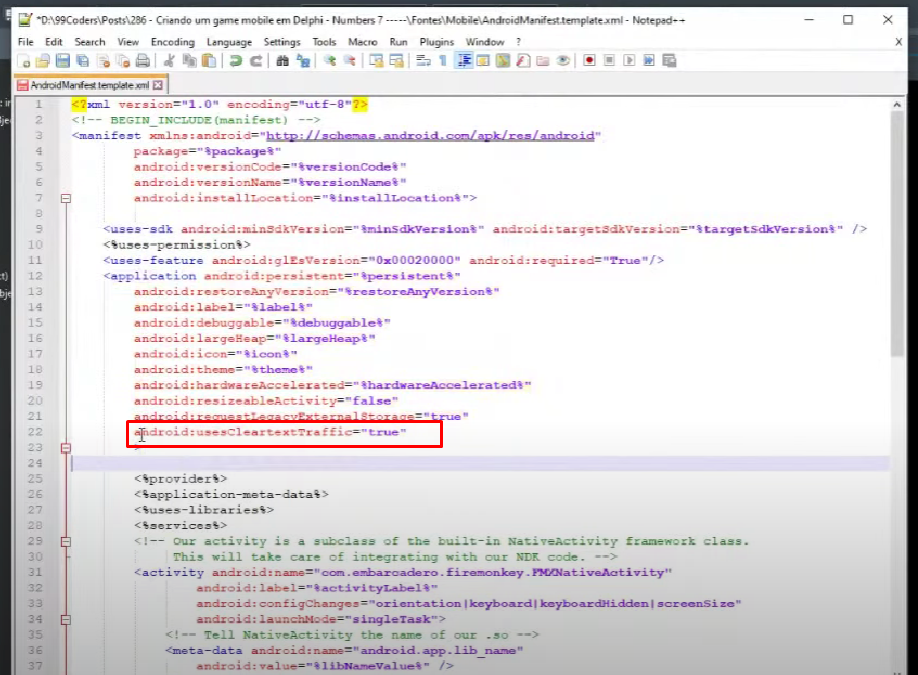 *D:\99Coders\Posts\286 - Criando um game mobile em Delphi - Numbers 7 -----\Fontes\Mobile\AndroidManifest.template.xml - Notepad++
File Edit Search View Encoding Language Settings Tools Macro Run Plugins Window ? X
AndroidManifest.template.xml
1 <?xml version="1.0" encoding="utf-8"?>
2 <!-- BEGIN_INCLUDE(manifest) -->
3 <manifest xmlns:android="http://schemas.android.com/apk/res/android"
4 package="%package%"
5 android:versionCode="%versionCode%"
6 android:versionName="%versionName%"
7 android:installLocation="%installLocation%">
8
9 <uses-sdk android:minSdkVersion="%minSdkVersion%" android:targetSdkVersion="%targetSdkVersion%" />
10 <%uses-permission%>
11 <uses-feature android:glEsVersion="0x00020000" android:required="True"/>
12 <application android:persistent="%persistent%"
13 android:restoreAnyVersion="%restoreAnyVersion%"
14 android:label="%label%"
15 android:debuggable="%debuggable%"
16 android:largeHeap="%largeHeap%"
17 android:icon="%icon%"
18 android:theme="%theme%"
19 android:hardwareAccelerated="%hardwareAccelerated%"
20 android:resizeableActivity="false"
21 android:requestLegacyExternalStorage="true"
22 android:usesCleartextTraffic="true"
23 >
24
25 <%provider%>
26 <%application-meta-data%>
27 <%uses-libraries%>
28 <%services%>
29 <!-- Our activity is a subclass of the built-in NativeActivity framework class.
30 This will take care of integrating with our NDK code. -->
31 <activity android:name="com.embarcadero.firemonkey.FMXNativeActivity"
32 android:label="%activityLabel%"
33 android:configChanges="orientation|keyboard|keyboardHidden|screenSize"
34 android:launchMode="singleTask">
35 <!-- Tell NativeActivity the name of our .so -->
36 <meta-data android:name="android.app.lib_name"
37 android:value="%libNameValue%" />